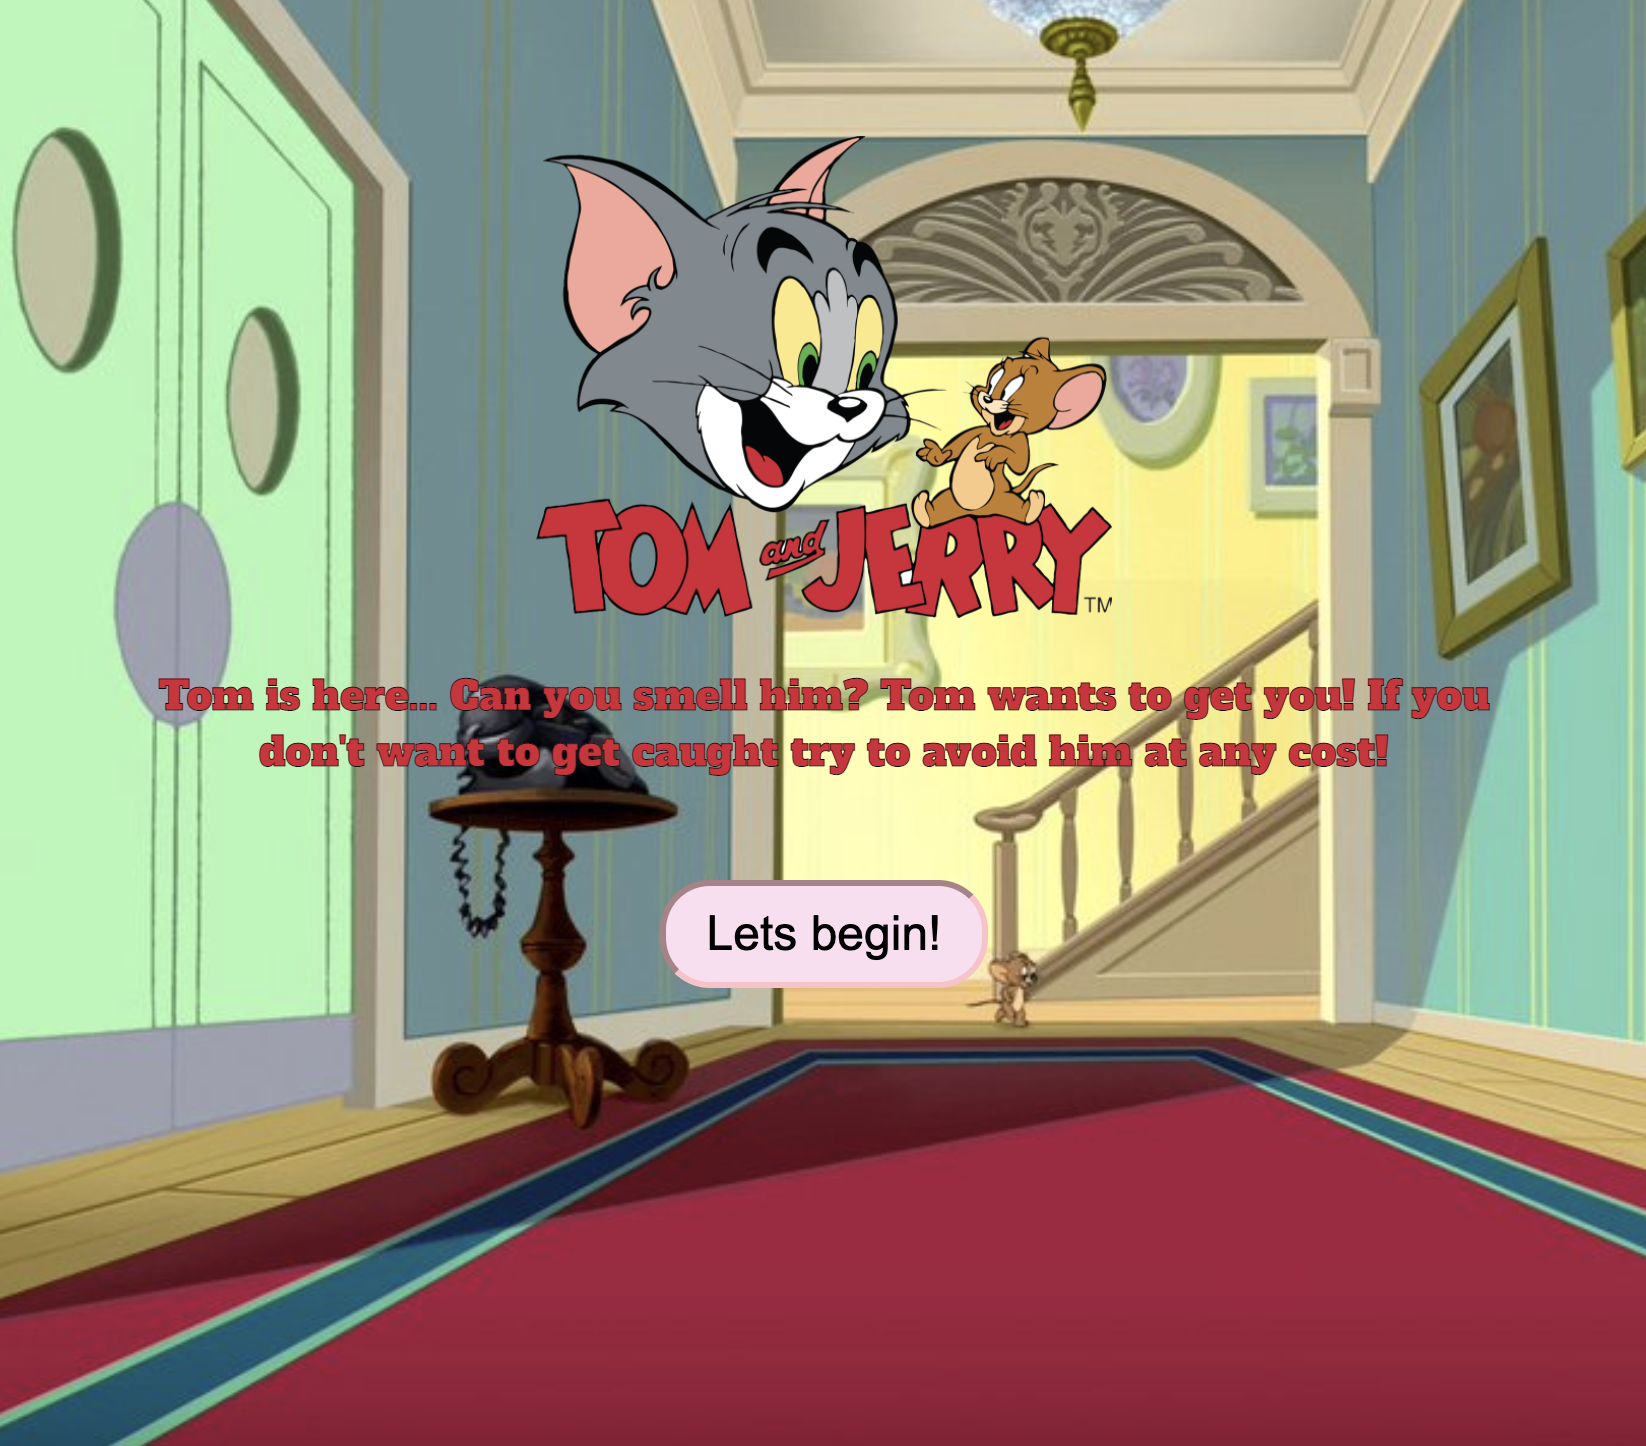 TOM and JERRY TM
Tom is here... Can you smell him? Tom wants to get you! If you
don't want to get caught try to avoid him at any cost!
Lets begin!